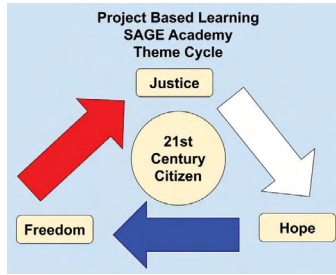 Project Based Learning
SAGE Academy
Theme Cycle
Justice
21st
Century
Citizen
Freedom
Hope